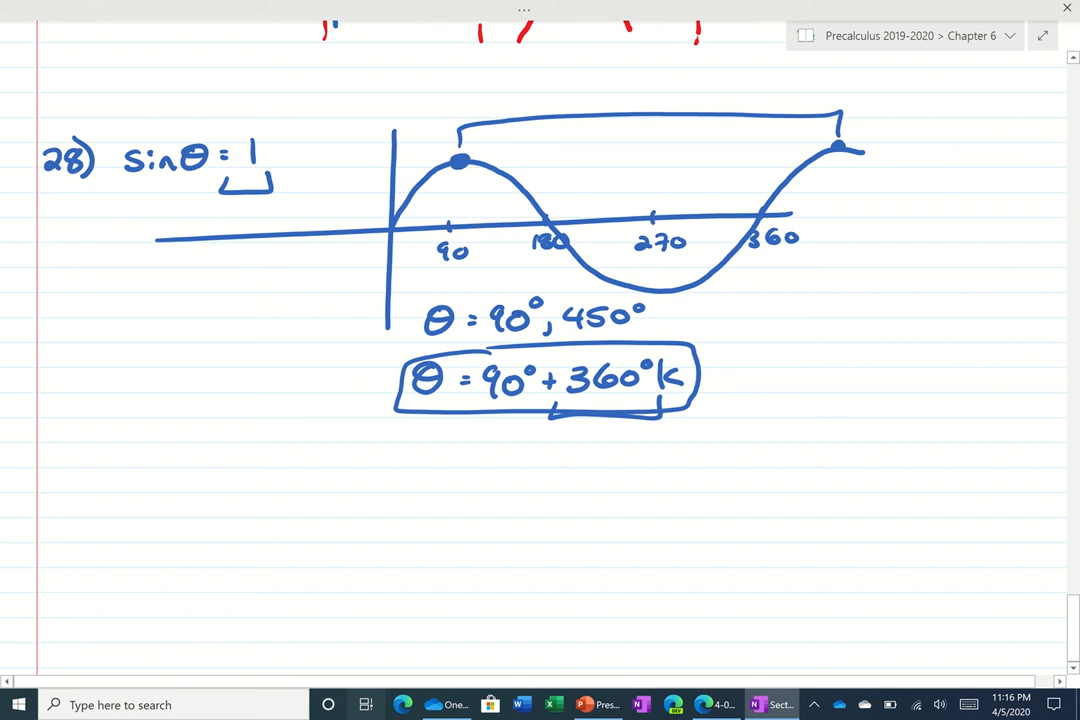 Precalculus 2019-2020 > Chapter 6
28) sinθ = 1
90 180 270 360
θ = 90°, 450°
θ = 90° + 360°k
Type here to search
One...
Pres...
4-0...
Sect...
11:16 PM
4/5/2020